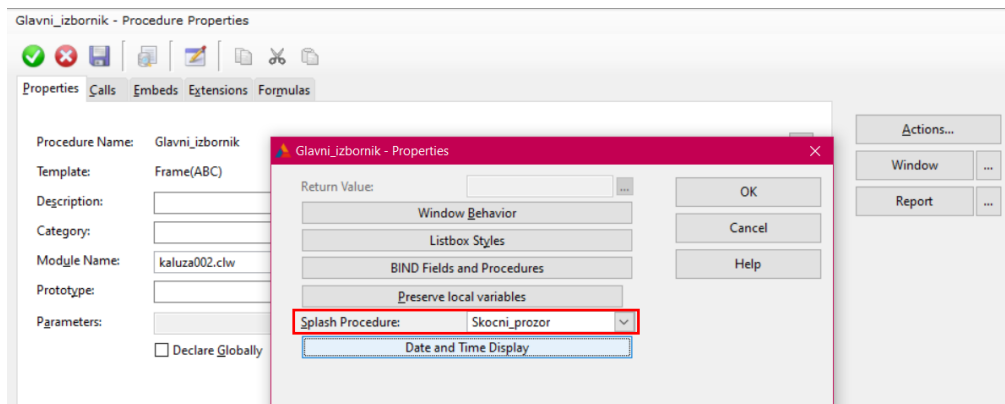 Glavni_izbornik - Procedure Properties
Properties Calls Embeds Extensions Formulas
Procedure Name: Glavni_izbornik
Template: Frame(ABC)
Description:
Category:
Module Name: kaluza002.clw
Prototype:
Parameters:
Declare Globally
Glavni_izbornik - Properties
Return Value: ...
Window Behavior
Listbox Styles
BIND Fields and Procedures
Preserve local variables
Splash Procedure: Skocni_prozor
Date and Time Display
OK
Cancel
Help
Actions...
Window ...
Report ...